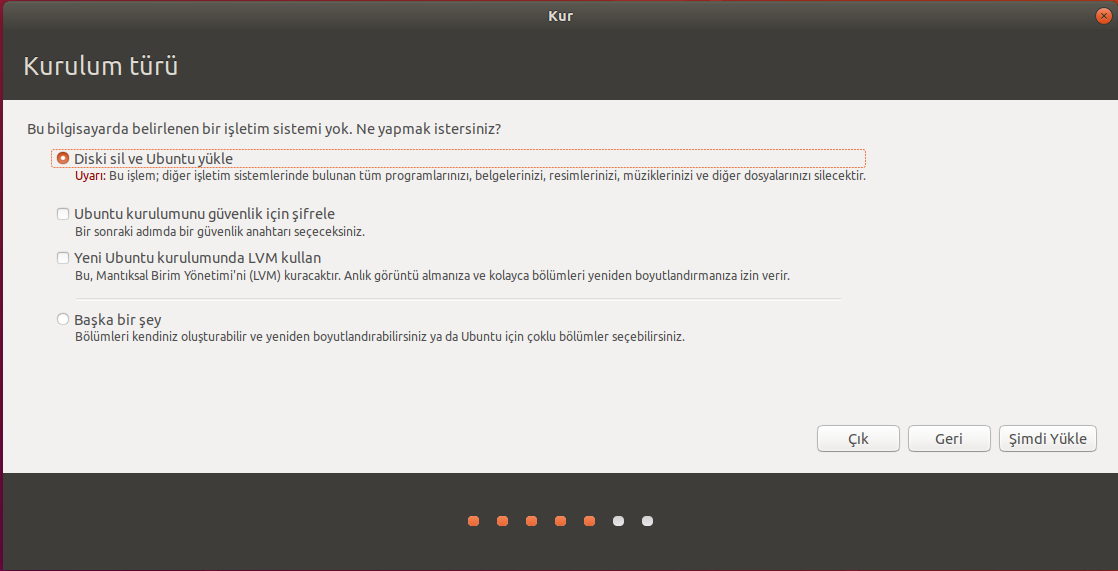 Kur
Kurulum türü
Bu bilgisayarda belirlenen bir işletim sistemi yok. Ne yapmak istersiniz?
Diski sil ve Ubuntu yükle
Uyarı: Bu işlem; diğer işletim sistemlerinde bulunan tüm programlarınızı, belgelerinizi, resimlerinizi, müziklerinizi ve diğer dosyalarınızı silecektir.
Ubuntu kurulumunu güvenlik için şifrele
Bir sonraki adımda bir güvenlik anahtarı seçeceksiniz.
Yeni Ubuntu kurulumunda LVM kullan
Bu, Mantıksal Birim Yönetimi'ni (LVM) kuracaktır. Anlık görüntü almanıza ve kolayca bölümleri yeniden boyutlandırmanıza izin verir.
Başka bir şey
Bölümleri kendiniz oluşturabilir ve yeniden boyutlandırabilirsiniz ya da Ubuntu için çoklu bölümler seçebilirsiniz.
Çık Geri Şimdi Yükle